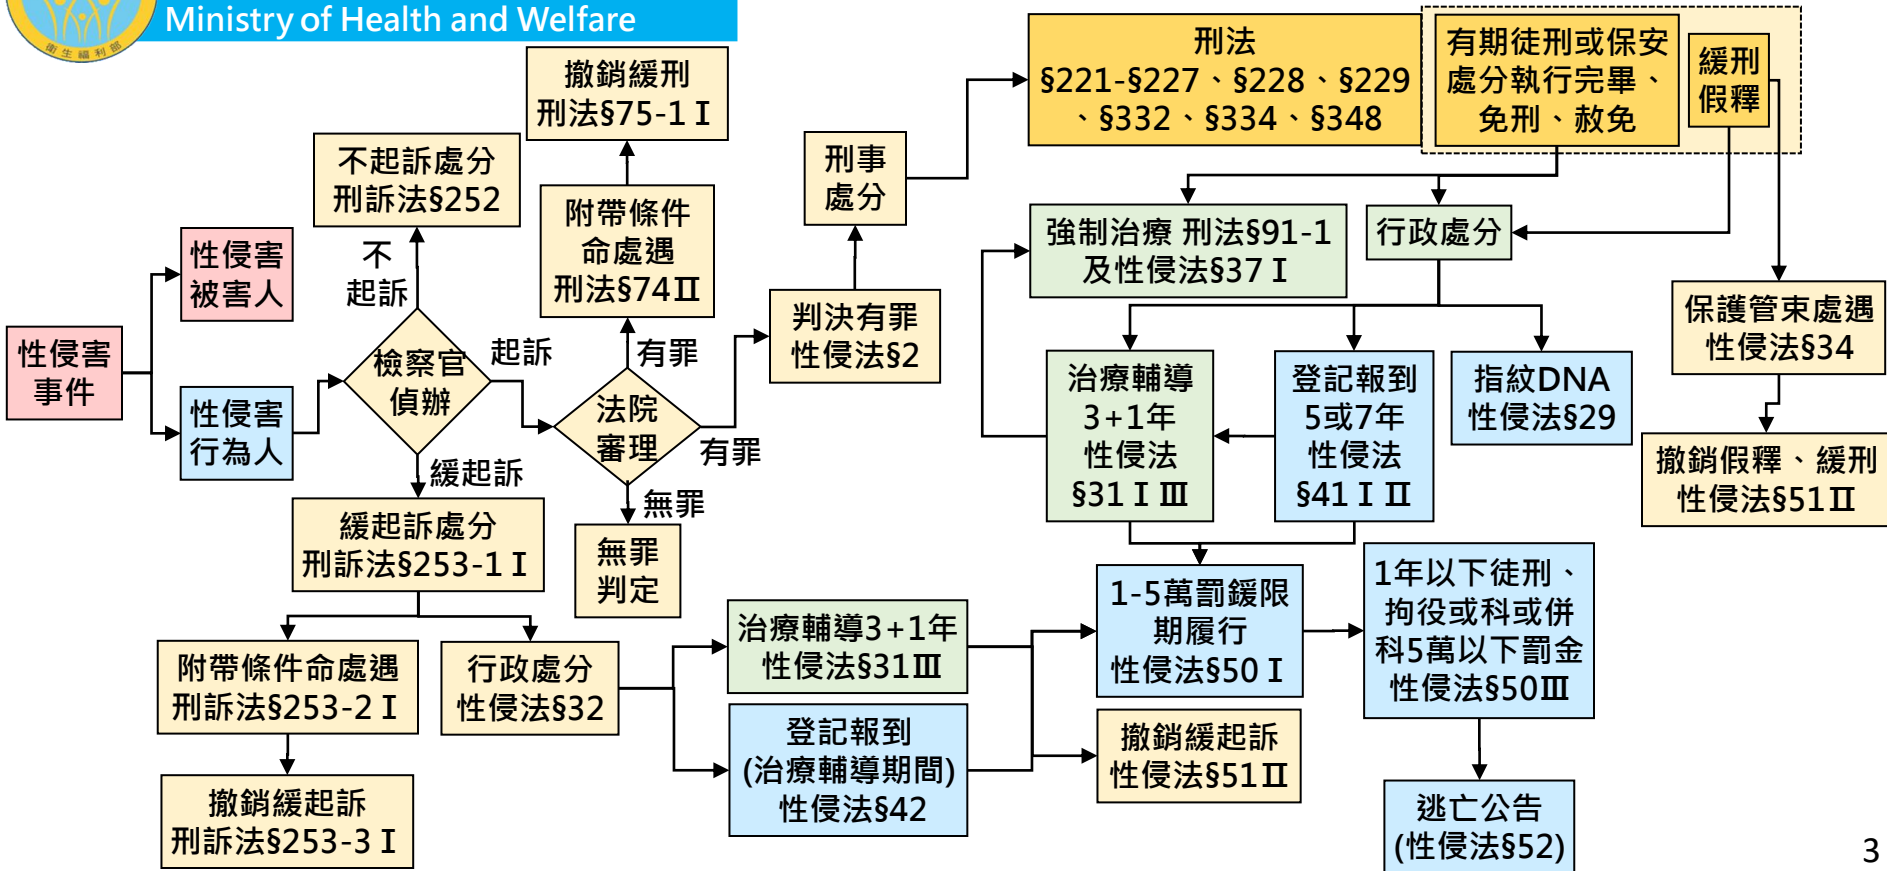 衛生福利部
Ministry of Health and Welfare
撤銷緩刑
刑法§75-1 I
不起訴處分
刑訴法§252
附帶條件
命處遇
刑法§74Ⅱ
不
起訴
性侵害
被害人
性侵害
事件
性侵害
行為人
檢察官
偵辦
起訴
緩起訴
法院
審理
有罪
有罪
無罪
無罪
判定
判決有罪
性侵法§2
刑事
處分
刑法
§221-§227、§228、§229
、§332、§334、§348
有期徒刑或保安
處分執行完畢、
免刑、赦免
緩刑
假釋
強制治療 刑法§91-1
及性侵法§37 I
行政處分
保護管束處遇
性侵法§34
撤銷假釋、緩刑
性侵法§51Ⅱ
治療輔導
3+1年
性侵法
§31 I Ⅲ
登記報到
5或7年
性侵法
§41 I Ⅱ
指紋DNA
性侵法§29
緩起訴處分
刑訴法§253-1 I
附帶條件命處遇
刑訴法§253-2 I
撤銷緩起訴
刑訴法§253-3 I
行政處分
性侵法§32
治療輔導3+1年
性侵法§31Ⅲ
登記報到
(治療輔導期間)
性侵法§42
1-5萬罰鍰限
期履行
性侵法§50 I
撤銷緩起訴
性侵法§51Ⅱ
1年以下徒刑、
拘役或科或併
科5萬以下罰金
性侵法§50Ⅲ
逃亡公告
(性侵法§52)
3